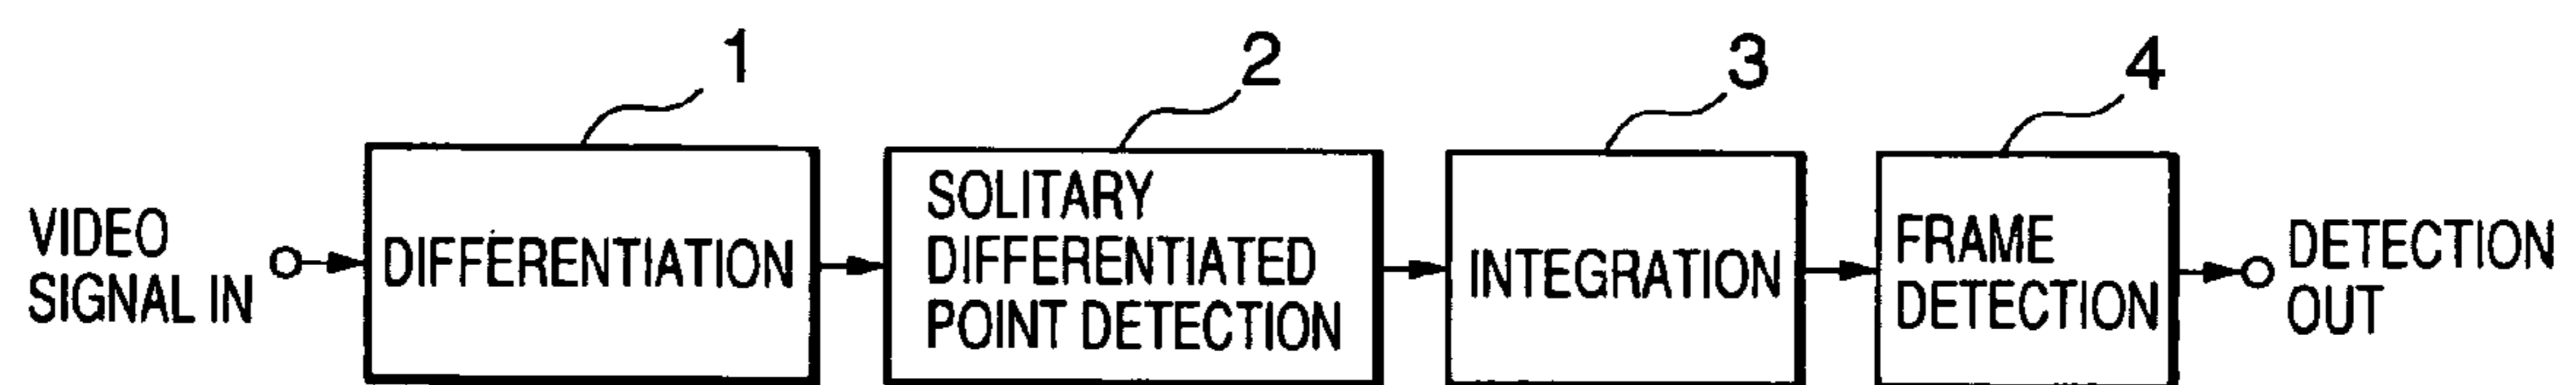 1
2
3
4
VIDEO
SIGNAL IN
DIFFERENTIATION
SOLITARY
DIFFERENTIATED
POINT DETECTION
INTEGRATION
FRAME
DETECTION
DETECTION
OUT